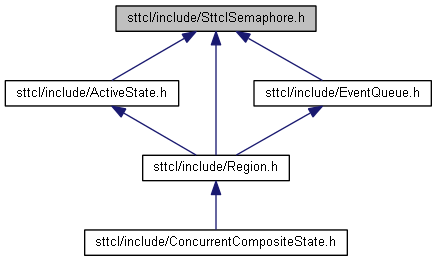 sttcl/include/SttclSemaphore.h
sttcl/include/ActiveState.h
sttcl/include/EventQueue.h
sttcl/include/Region.h
sttcl/include/ConcurrentCompositeState.h